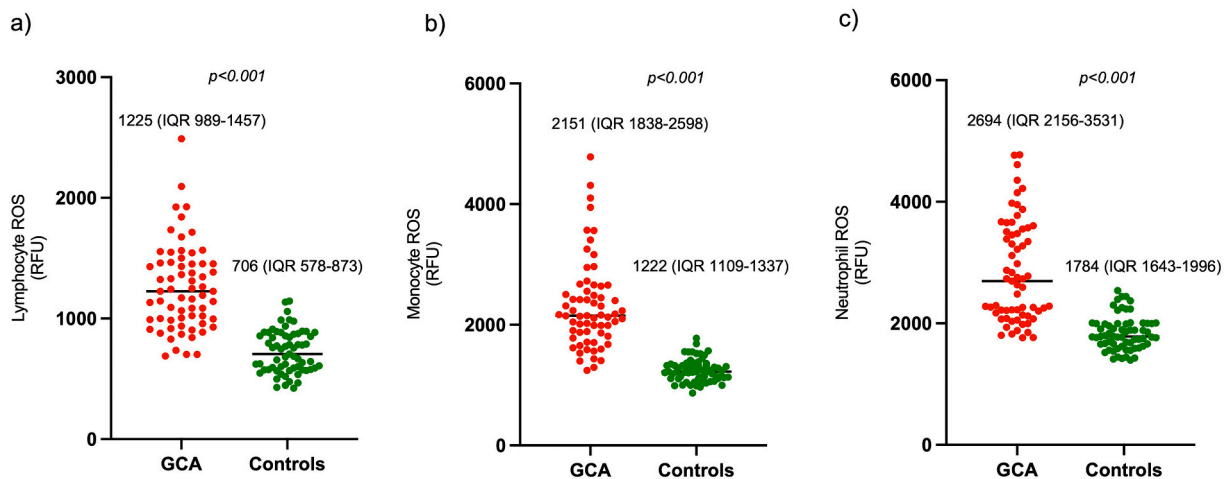 a)
p<0.001
3000
1225 (IQR 989-1457)
2000
Lymphocyte ROS
(RFU)
706 (IQR 578-873)
1000
0
GCA
Controls
b)
p<0.001
6000
2151 (IQR 1838-2598)
4000
Monocyte ROS
(RFU)
1222 (IQR 1109-1337)
2000
0
GCA
Controls
c)
p<0.001
6000
2694 (IQR 2156-3531)
4000
Neutrophil ROS
(RFU)
1784 (IQR 1643-1996)
2000
0
GCA
Controls